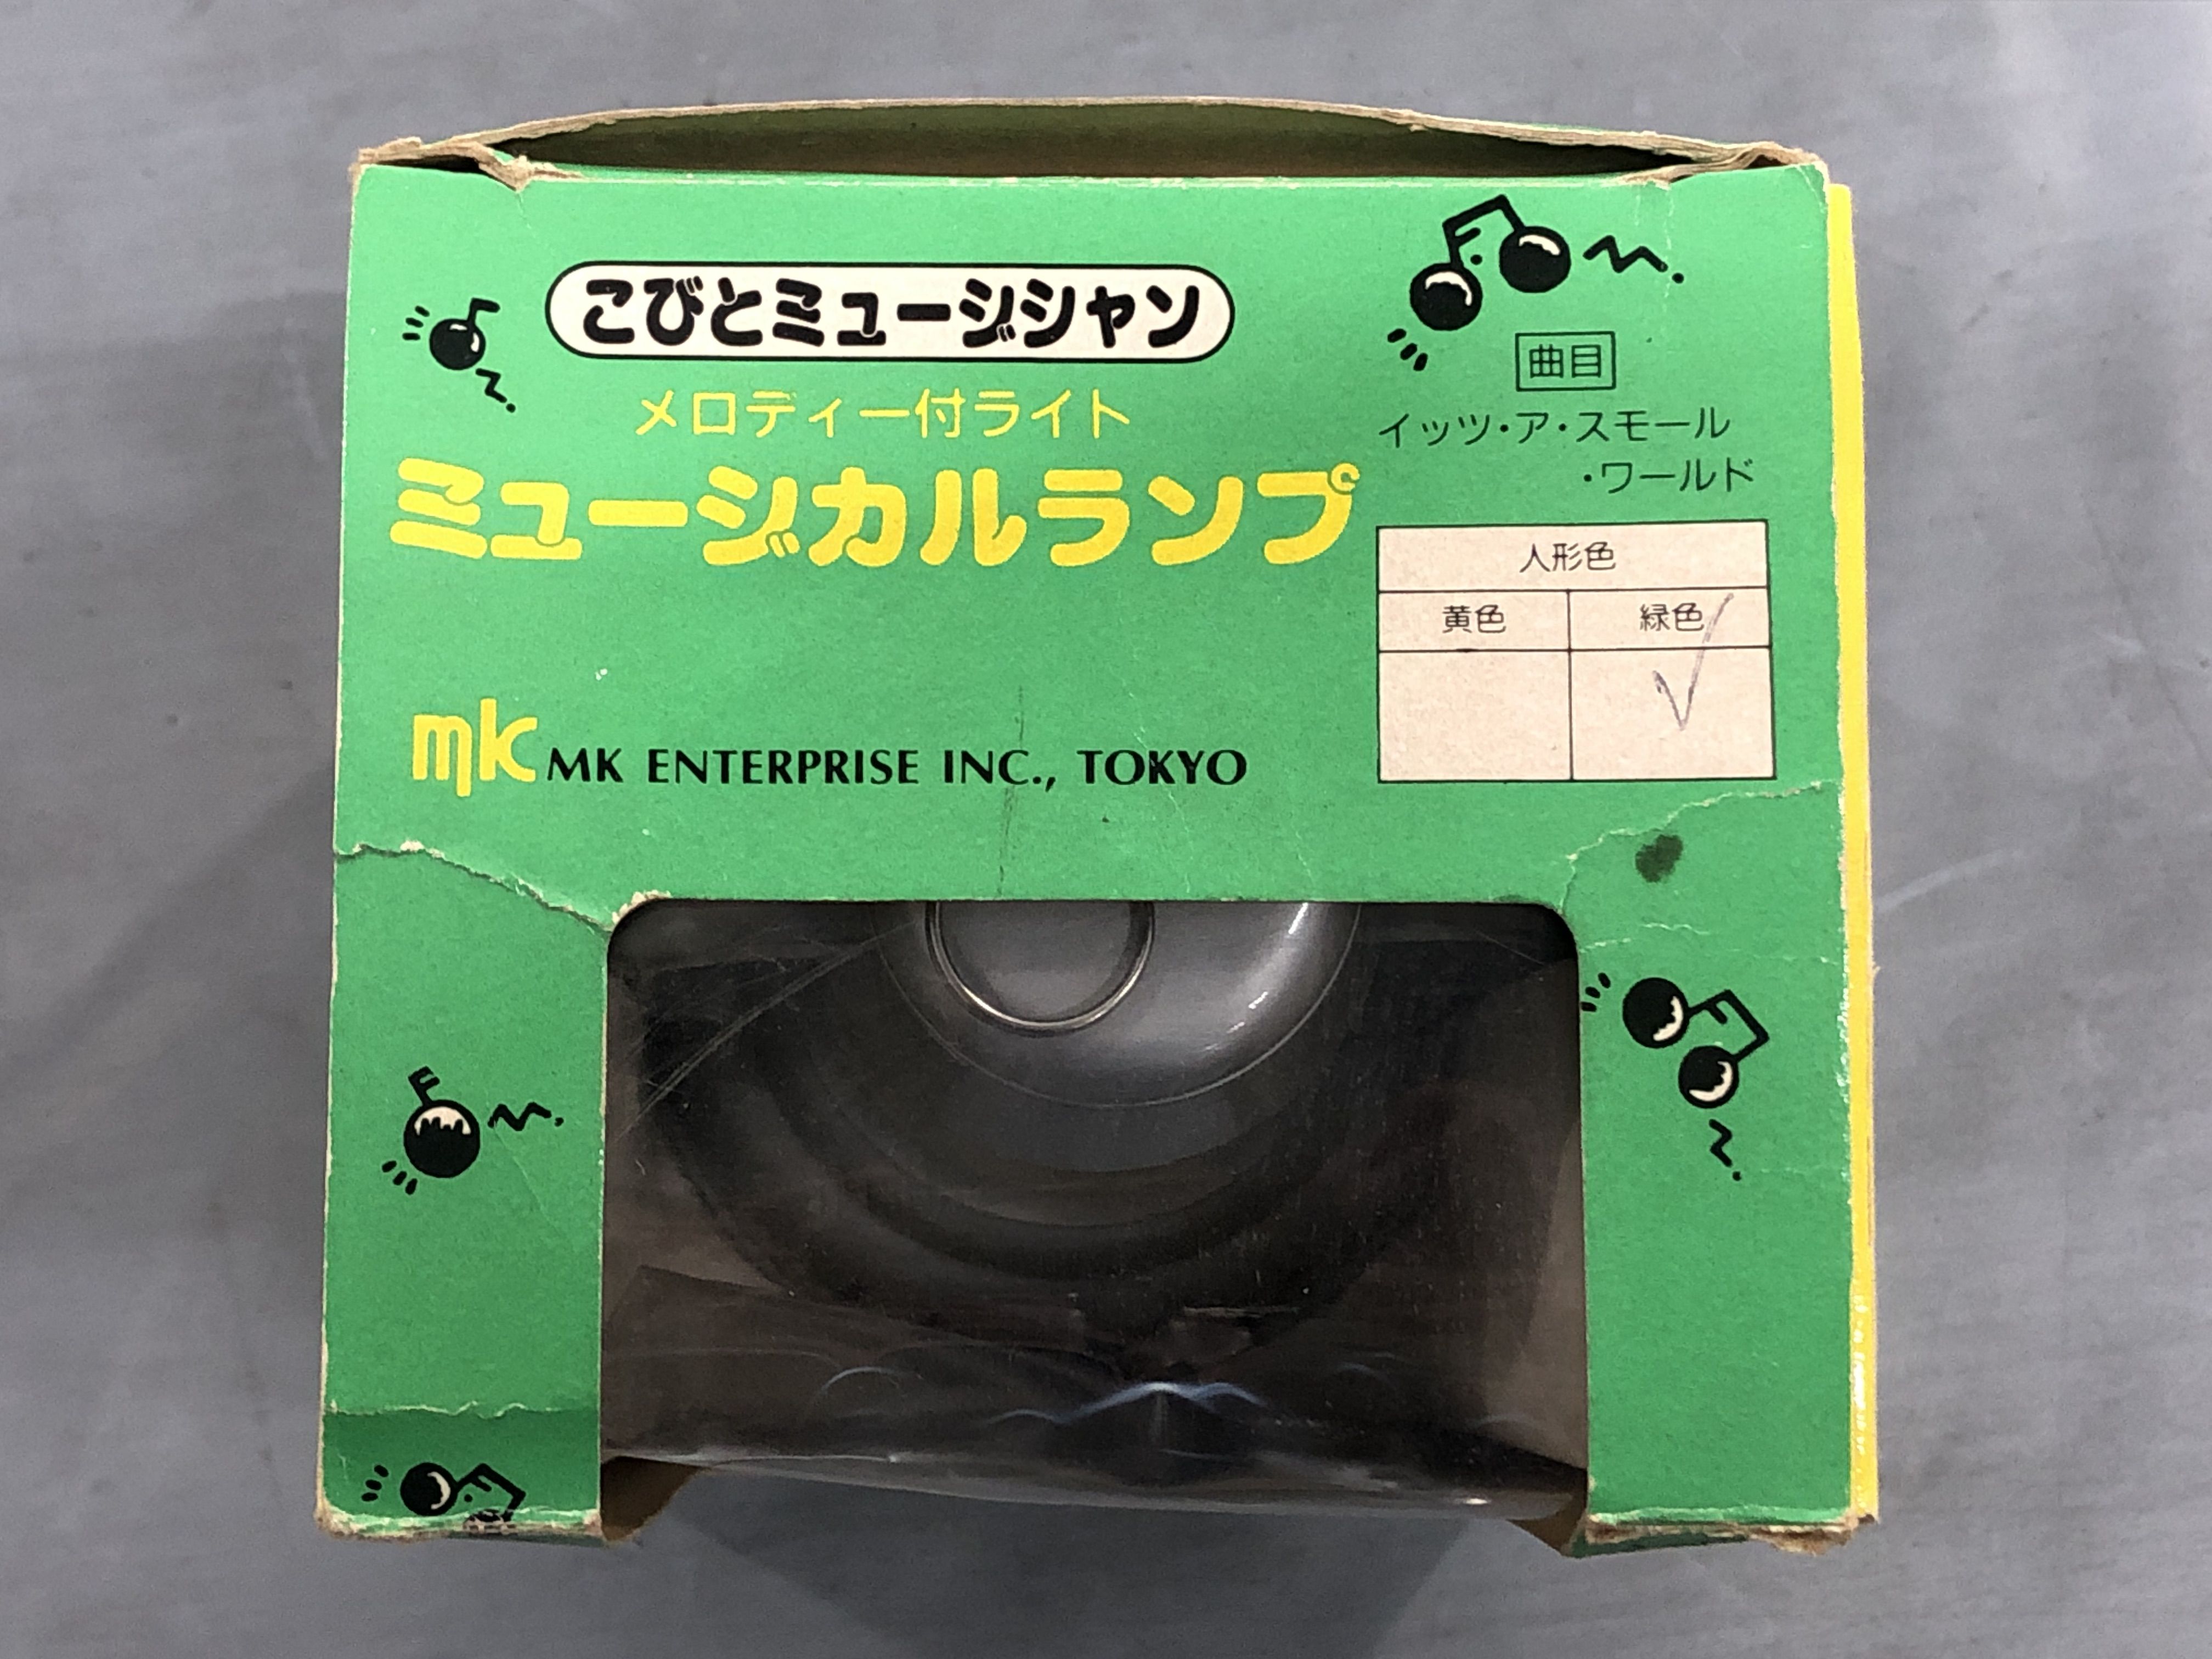 こびとミュージシャン
メロディー付ライト
ミュージカルランプ
曲目
イッツ・ア・スモール
・ワールド
人形色
黄色 緑色
mk MK ENTERPRISE INC., TOKYO